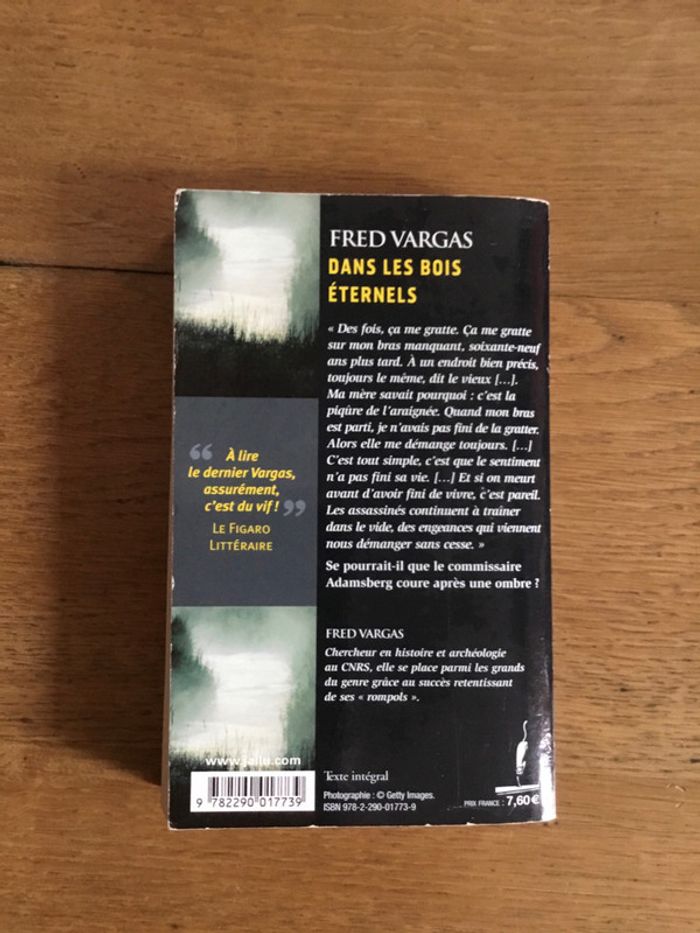 FRED VARGAS
DANS LES BOIS
ÉTERNELS
« Des fois, ça me gratte. Ça me gratte
sur mon bras manquant, soixante-neuf
ans plus tard. À un endroit bien précis,
toujours le même, dit le vieux [...].
Ma mère savait pourquoi : c'est la
piqûre de l'araignée. Quand mon bras
est parti, je n'avais pas fini de la gratter.
Alors elle me démange toujours. [...]
C'est tout simple, c'est que le sentiment
n'a pas fini sa vie. [...] Et si on meurt
avant d'avoir fini de vivre, c'est pareil.
Les assassinés continuent à traîner
dans le vide, des engeances qui viennent
nous démanger sans cesse. »
Se pourrait-il que le commissaire
Adamsberg coure après une ombre ?
“ À lire
le dernier Vargas,
assurément,
c'est du vif ! ”
LE FIGARO
LITTÉRAIRE
FRED VARGAS
Chercheur en histoire et archéologie
au CNRS, elle se place parmi les grands
du genre grâce au succès retentissant
de ses « rompols ».
www.jailu.com
9 782290 017739
Texte intégral
Photographie : © Getty Images.
ISBN 978-2-290-01773-9
PRIX FRANCE : 7,60 €